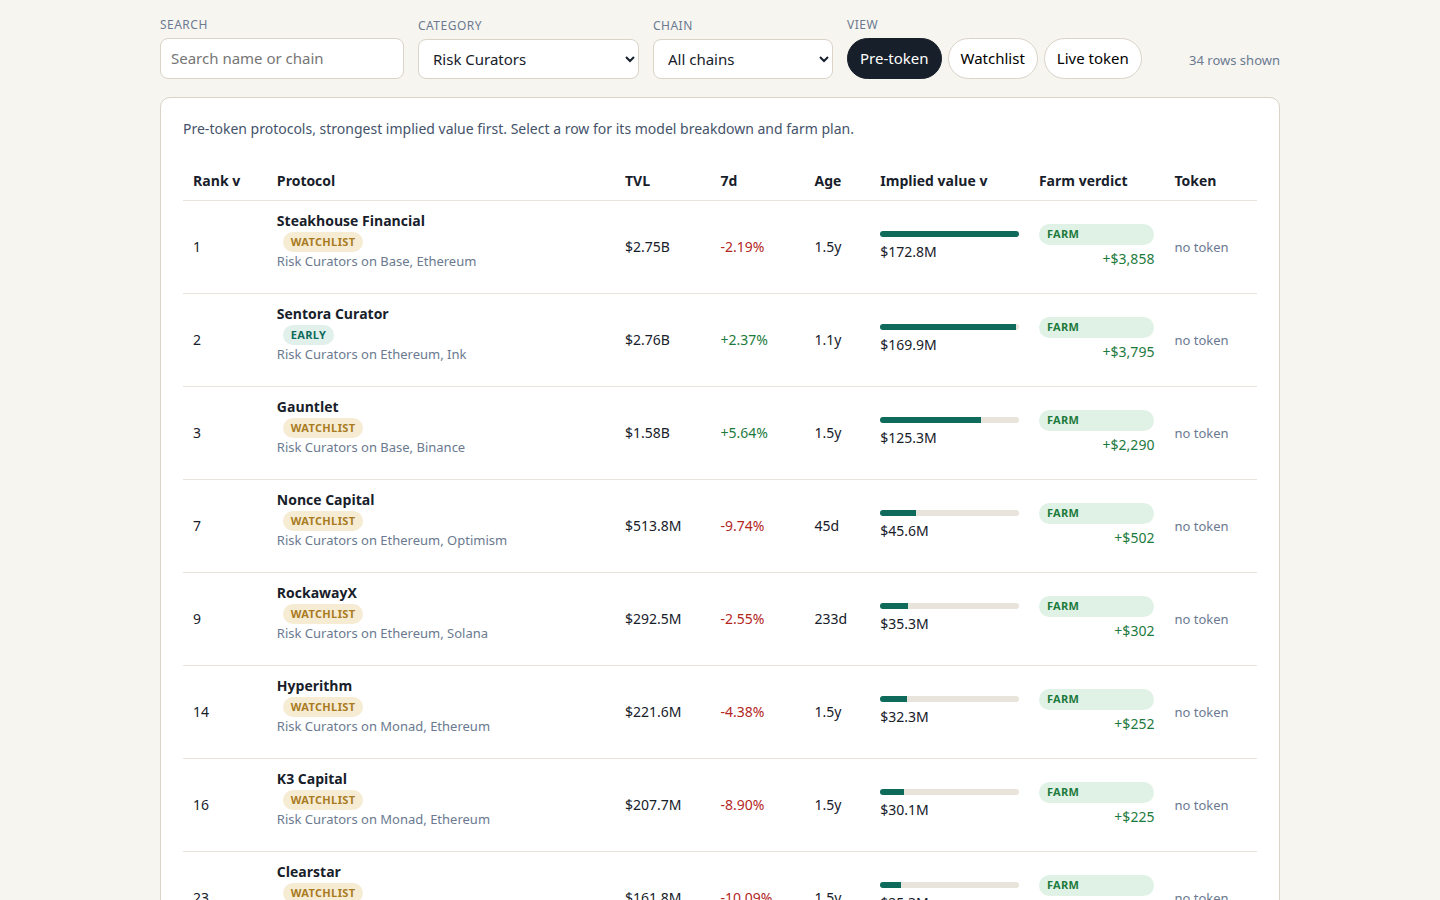 SEARCH
CATEGORY
CHAIN
VIEW
Search name or chain
Risk Curators
All chains
Pre-token
Watchlist
Live token
34 rows shown
Pre-token protocols, strongest implied value first. Select a row for its model breakdown and farm plan.
Rank v Protocol TVL 7d Age Implied value v Farm verdict Token
Steakhouse Financial
WATCHLIST
Risk Curators on Base, Ethereum
1 $2.75B -2.19% 1.5y $172.8M FARM +$3,858 no token
Sentora Curator
EARLY
Risk Curators on Ethereum, Ink
2 $2.76B +2.37% 1.1y $169.9M FARM +$3,795 no token
Gauntlet
WATCHLIST
Risk Curators on Base, Binance
3 $1.58B +5.64% 1.5y $125.3M FARM +$2,290 no token
Nonce Capital
WATCHLIST
Risk Curators on Ethereum, Optimism
7 $513.8M -9.74% 45d $45.6M FARM +$502 no token
RockawayX
WATCHLIST
Risk Curators on Ethereum, Solana
9 $292.5M -2.55% 233d $35.3M FARM +$302 no token
Hyperithm
WATCHLIST
Risk Curators on Monad, Ethereum
14 $221.6M -4.38% 1.5y $32.3M FARM +$252 no token
K3 Capital
WATCHLIST
Risk Curators on Monad, Ethereum
16 $207.7M -8.90% 1.5y $30.1M FARM +$225 no token
Clearstar
WATCHLIST
23 $161.8M -10.09% 1.5y FARM no token